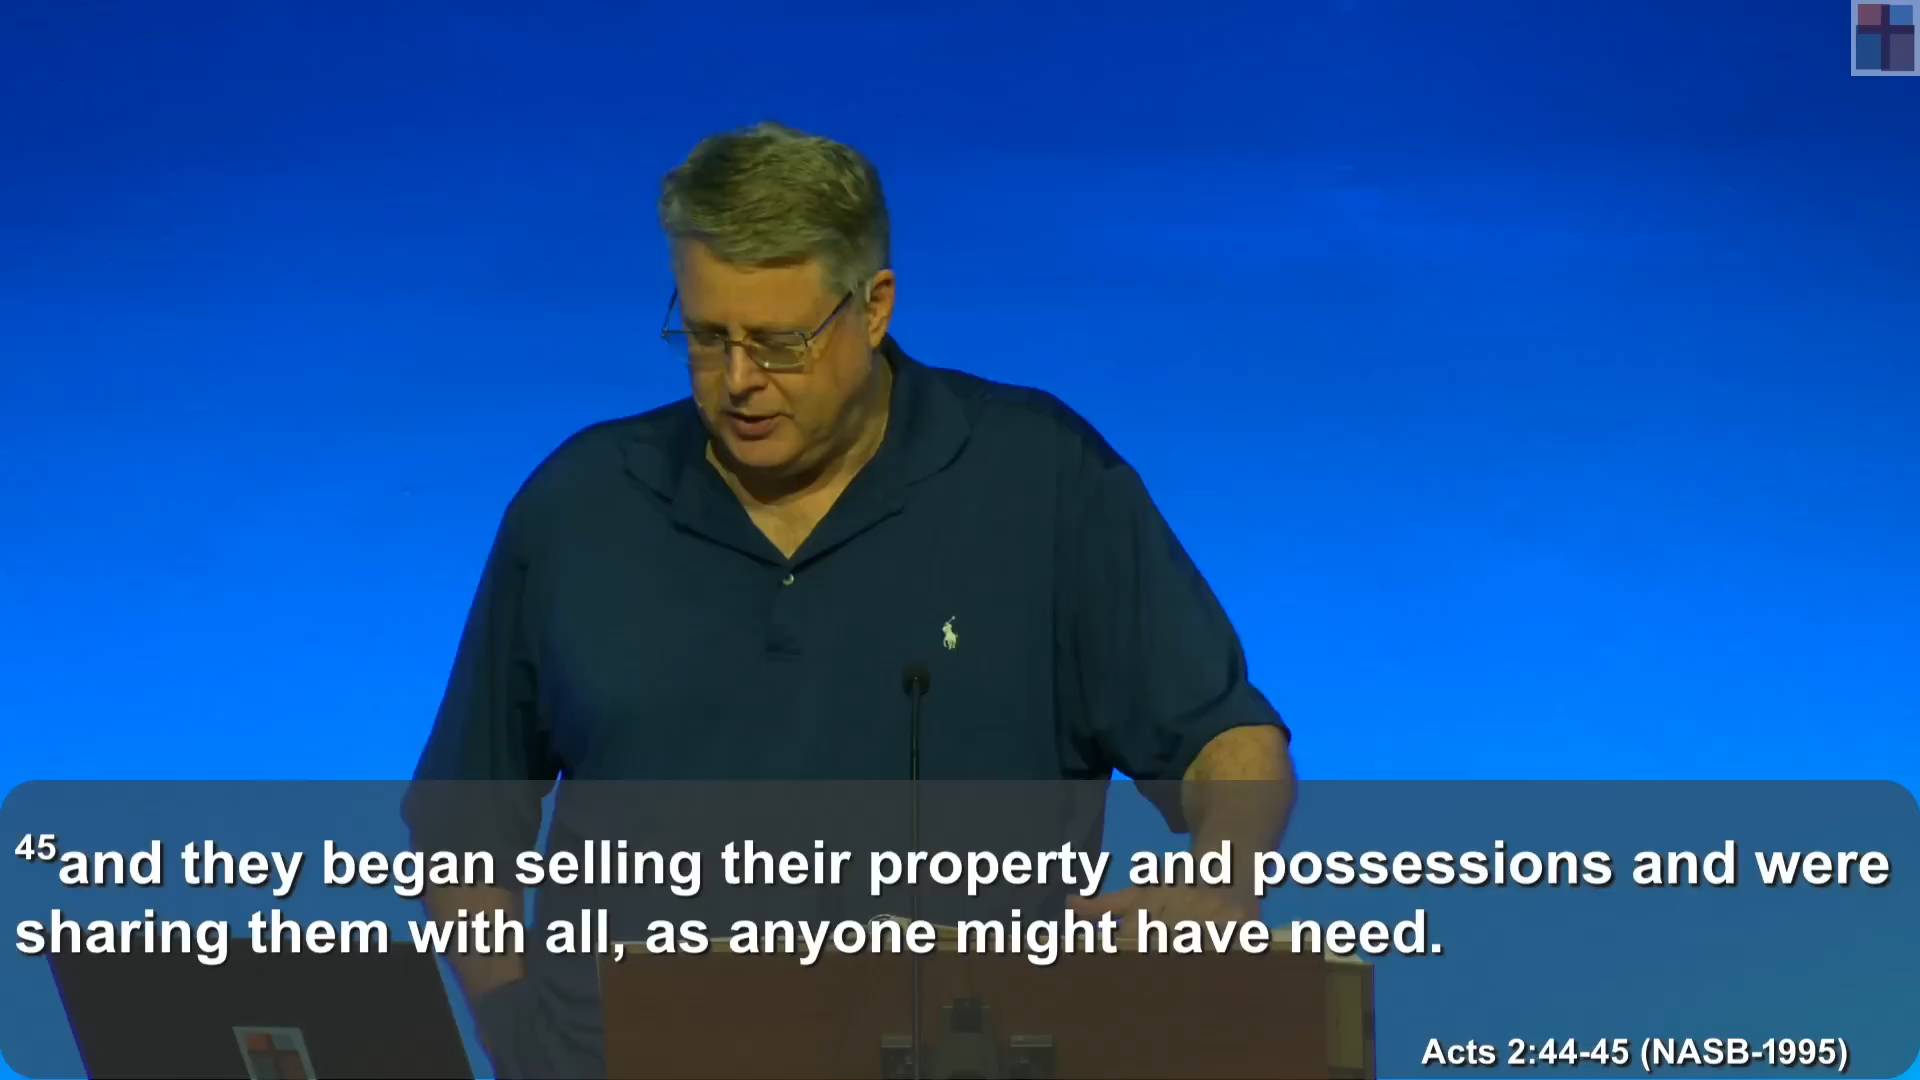 45and they began selling their property and possessions and were
sharing them with all, as anyone might have need.
Acts 2:44-45 (NASB-1995)